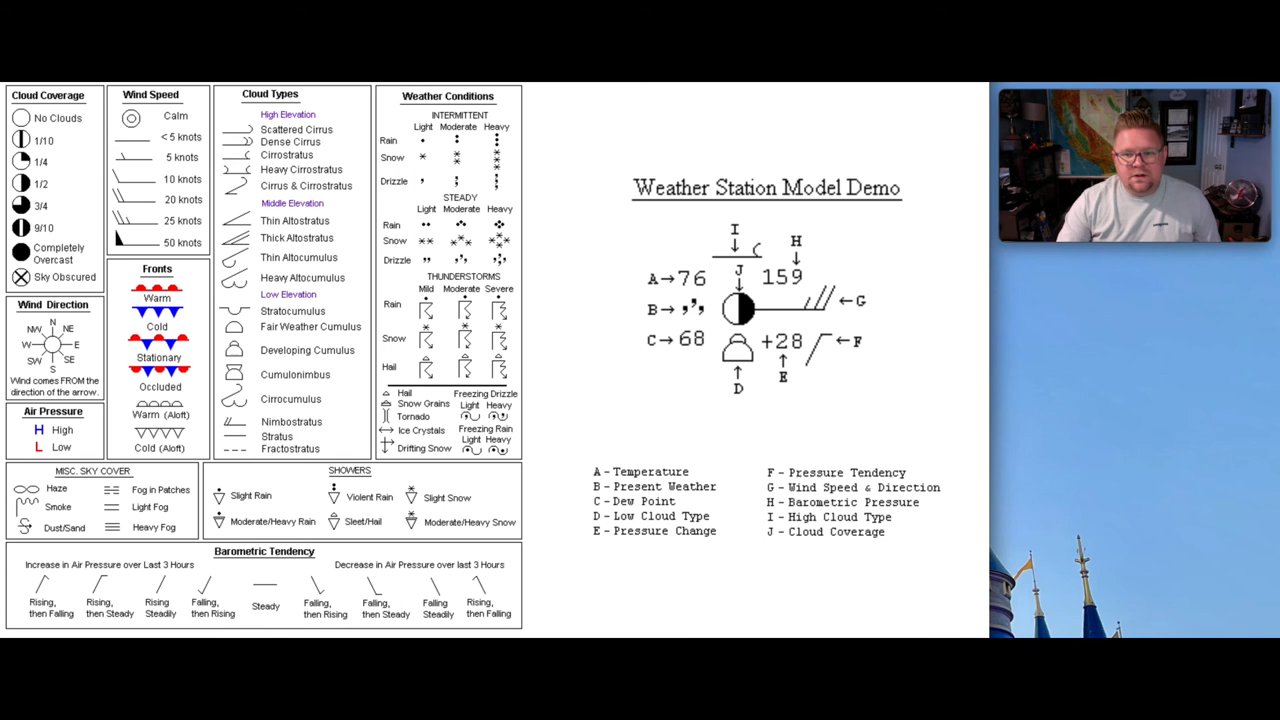 Cloud Coverage
No Clouds
1/10
1/4
1/2
3/4
9/10
Completely
Overcast
Sky Obscured
Wind Direction
N
NW NE
W E
SW SE
S
Wind comes FROM the
direction of the arrow.
Air Pressure
H High
L Low
Wind Speed
Calm
< 5 knots
5 knots
10 knots
20 knots
25 knots
50 knots
Fronts
Warm
Cold
Stationary
Occluded
Warm (Aloft)
Cold (Aloft)
Cloud Types
High Elevation
Scattered Cirrus
Dense Cirrus
Cirrostratus
Heavy Cirrostratus
Cirrus & Cirrostratus
Middle Elevation
Thin Altostratus
Thick Altostratus
Thin Altocumulus
Heavy Altocumulus
Low Elevation
Stratocumulus
Fair Weather Cumulus
Developing Cumulus
Cumulonimbus
Cirrocumulus
Nimbostratus
Stratus
Fractostratus
Weather Conditions
INTERMITTENT
Light Moderate Heavy
Rain
Snow
Drizzle
STEADY
Light Moderate Heavy
Rain
Snow
Drizzle
THUNDERSTORMS
Mild Moderate Severe
Rain
Snow
Hail
Hail
Snow Grains
Tornado
Ice Crystals
Drifting Snow
Freezing Drizzle
Light Heavy
Freezing Rain
Light Heavy
MISC. SKY COVER
Haze
Smoke
Dust/Sand
Fog in Patches
Light Fog
Heavy Fog
SHOWERS
Slight Rain
Violent Rain
Slight Snow
Moderate/Heavy Rain
Sleet/Hail
Moderate/Heavy Snow
Barometric Tendency
Increase in Air Pressure over Last 3 Hours
Decrease in Air Pressure over last 3 Hours
Rising,
then Falling
Rising,
then Steady
Rising
Steadily
Falling,
then Rising
Steady
Falling,
then Rising
Falling,
then Steady
Falling
Steadily
Rising,
then Falling
Weather Station Model Demo
I
H
A→76
J
159
B→
←G
C→68
+28
←F
E
D
A - Temperature
B - Present Weather
C - Dew Point
D - Low Cloud Type
E - Pressure Change
F - Pressure Tendency
G - Wind Speed & Direction
H - Barometric Pressure
I - High Cloud Type
J - Cloud Coverage